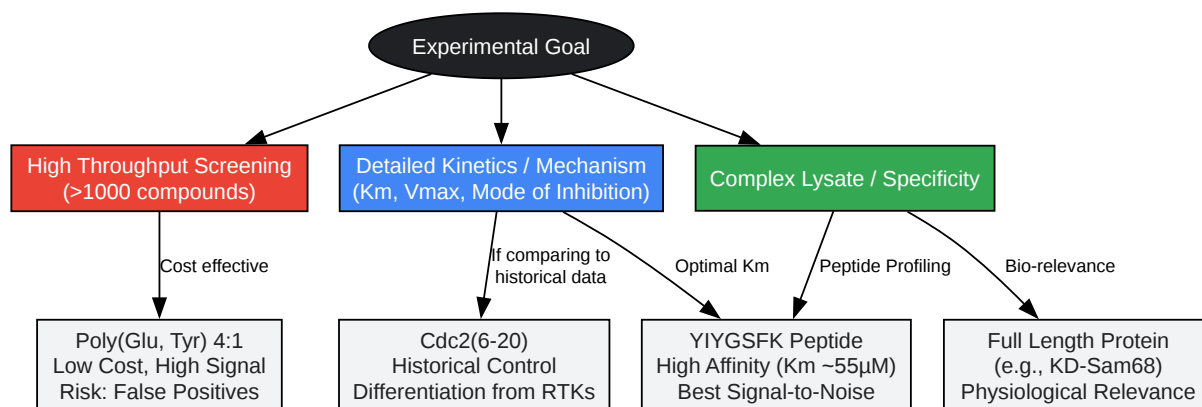 Experimental Goal
High Throughput Screening
(>1000 compounds)
Detailed Kinetics / Mechanism
(Km, Vmax, Mode of Inhibition)
Complex Lysate / Specificity
Cost effective
If comparing to
historical data
Optimal Km
Peptide Profiling
Bio-relevance
Poly(Glu, Tyr) 4:1
Low Cost, High Signal
Risk: False Positives
Cdc2(6-20)
Historical Control
Differentiation from RTKs
YIYGSFK Peptide
High Affinity (Km ~55µM)
Best Signal-to-Noise
Full Length Protein
(e.g., KD-Sam68)
Physiological Relevance